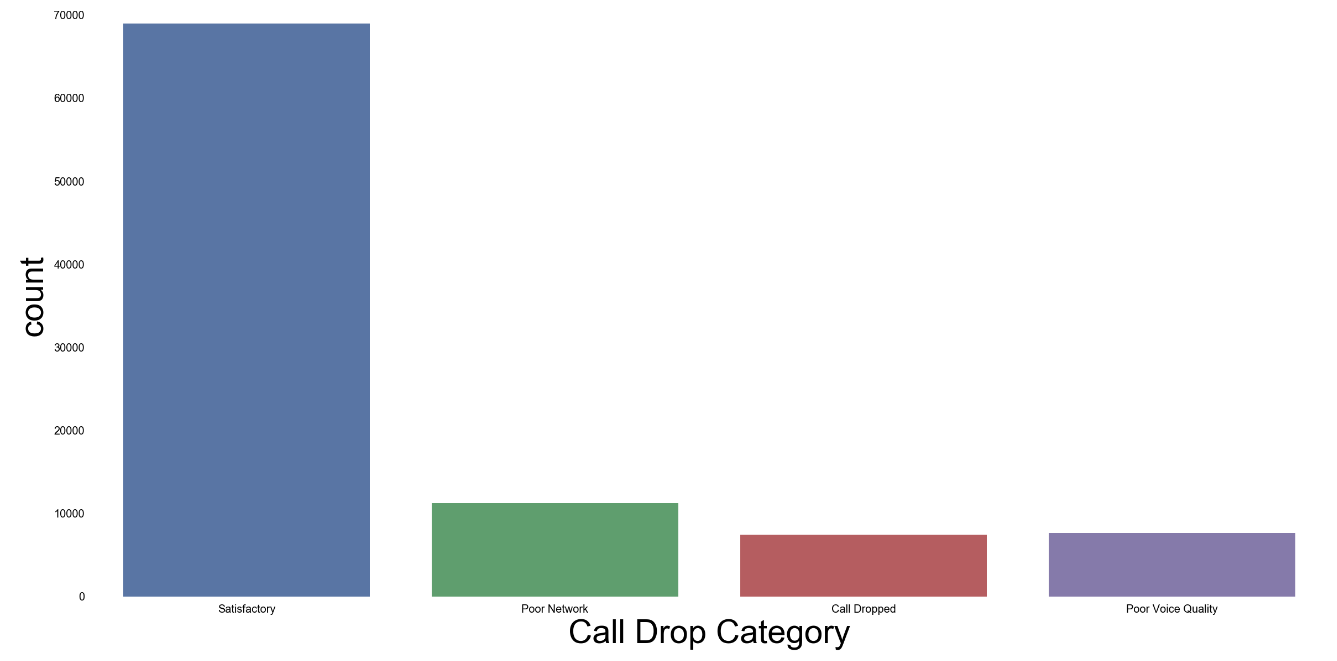 70000
60000
50000
40000
30000
20000
10000
0
count
Satisfactory
Poor Network
Call Dropped
Poor Voice Quality
Call Drop Category